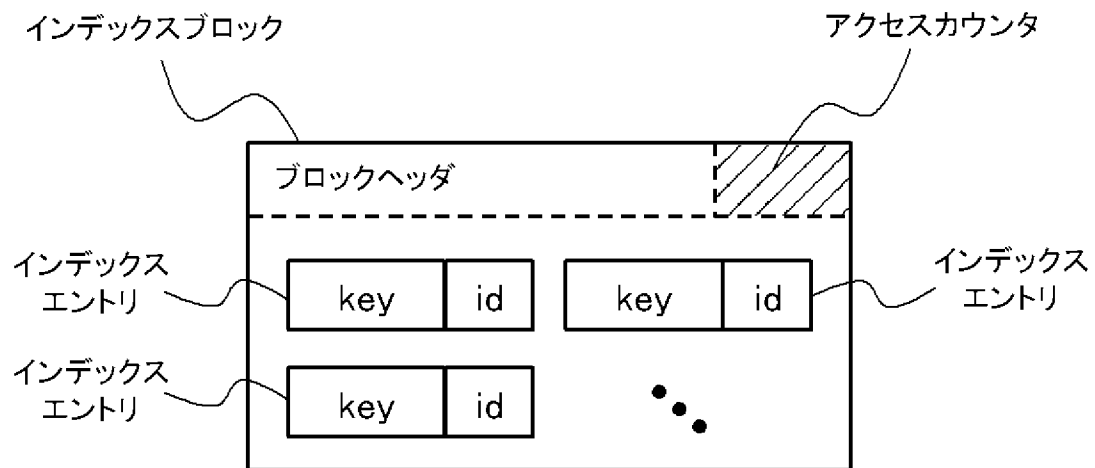 インデックスブロック
アクセスカウンタ
ブロックヘッダ
インデックス
エントリ
key
id
key
id
インデックス
エントリ
インデックス
エントリ
key
id